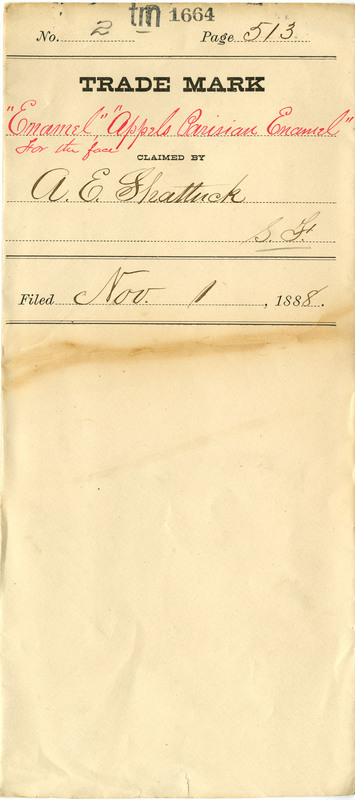 tm 1664
No. 2 Page 513
TRADE MARK
"Enamel", "Appels Parisian Enamel"
For the face
CLAIMED BY
A. E. Shattuck
S. F.
Filed Nov. 1, 1888.